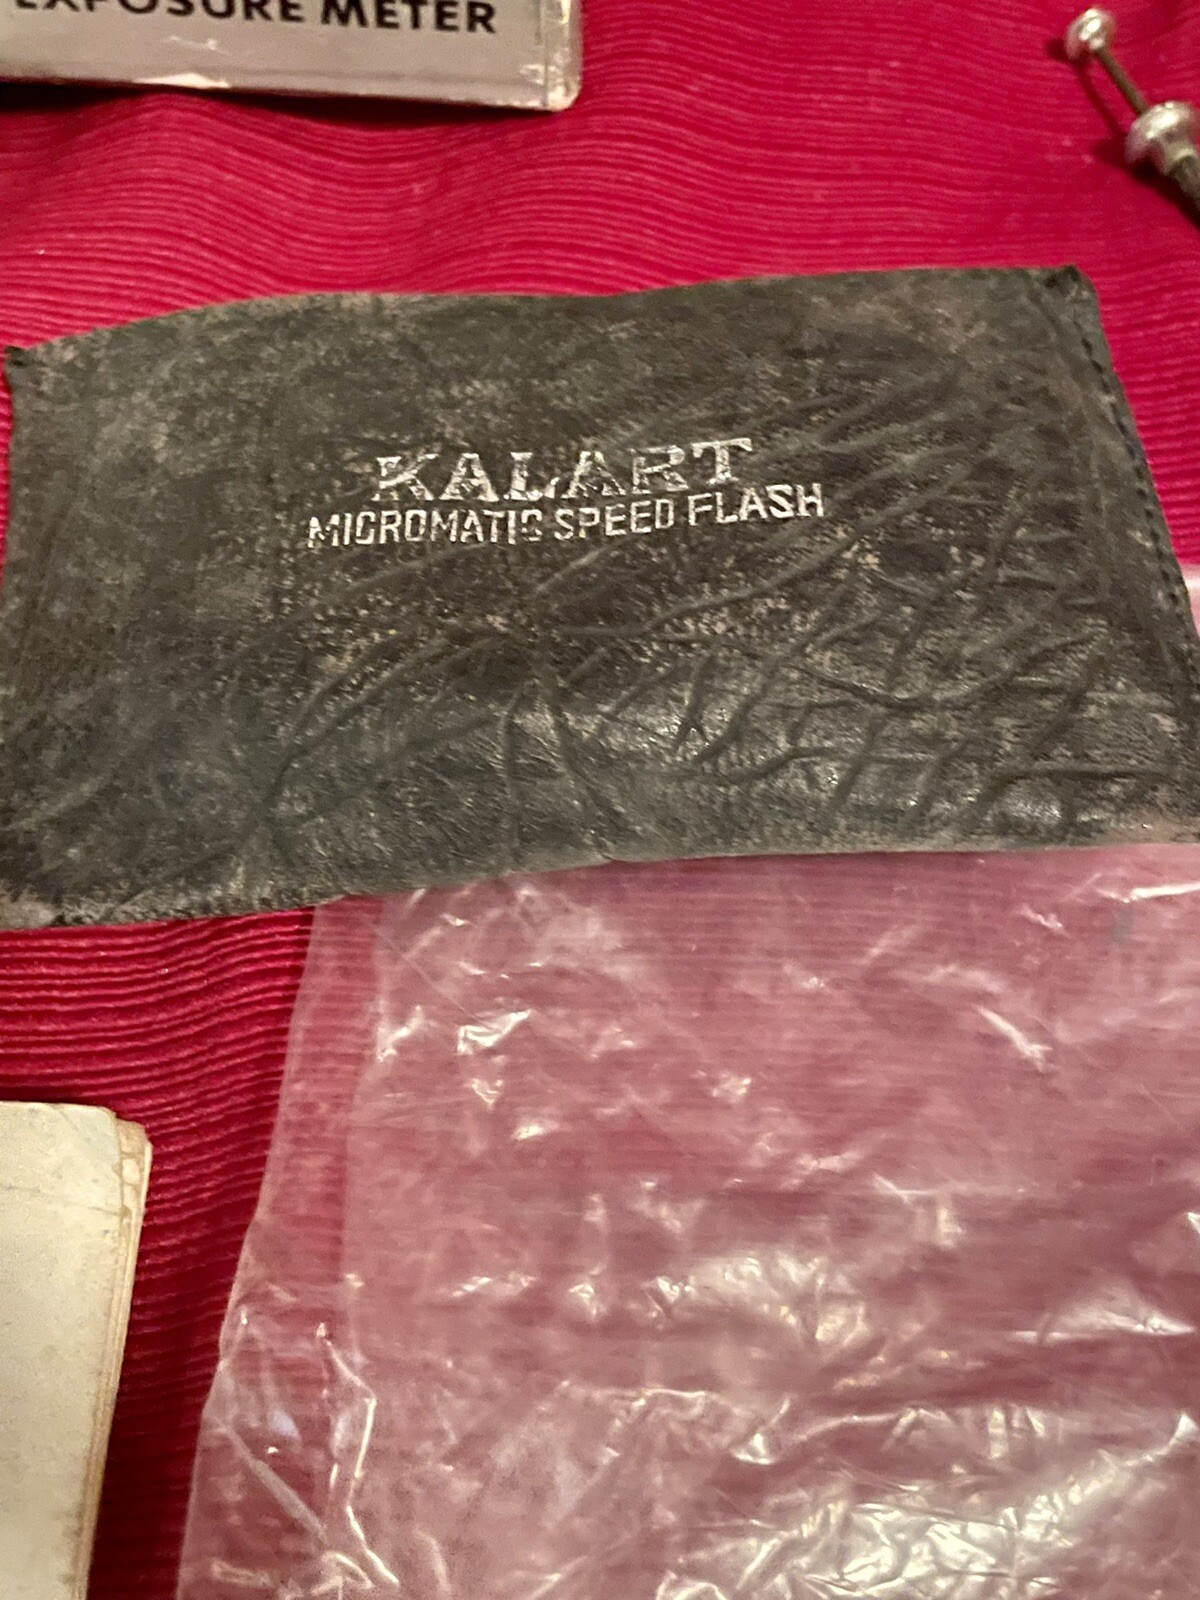 EXPOSURE METER
KALART
MICROMATIC SPEED FLASH